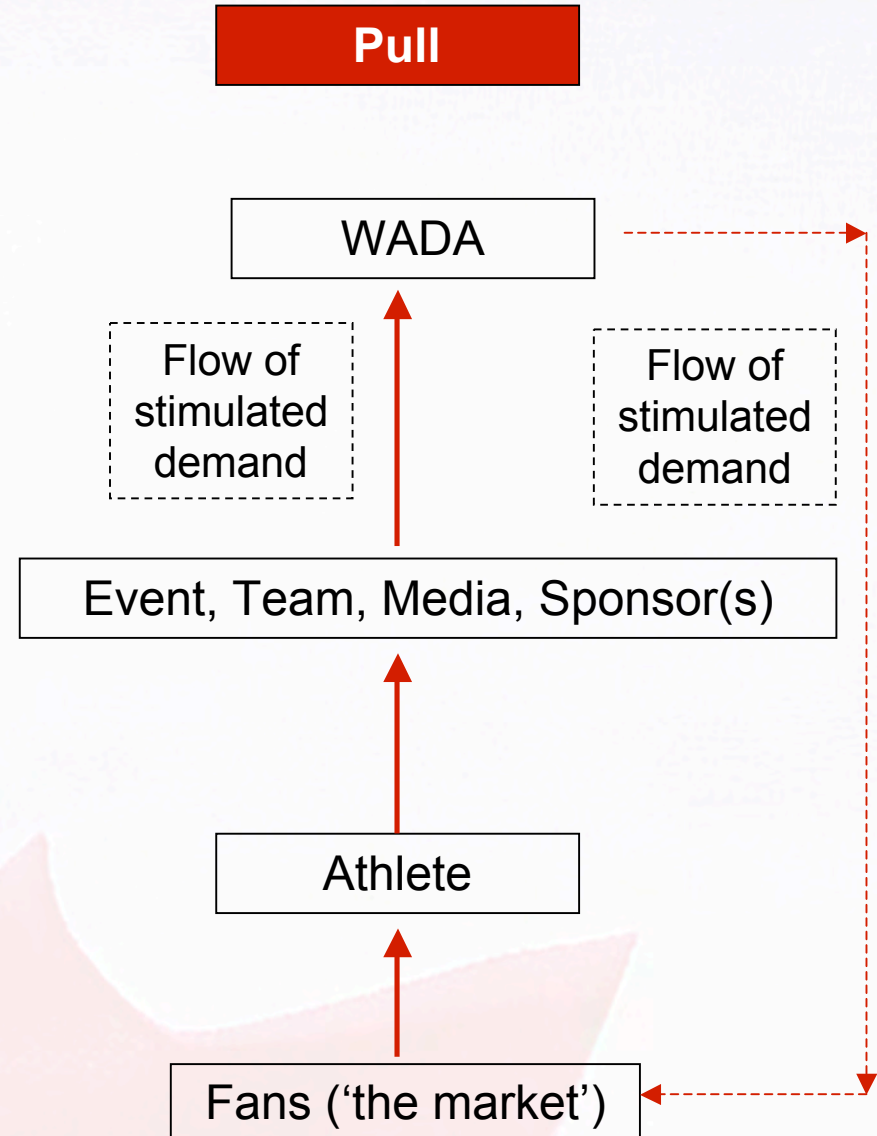 Pull
WADA
Flow of
stimulated
demand
Flow of
stimulated
demand
Event, Team, Media, Sponsor(s)
Athlete
Fans (‘the market’)